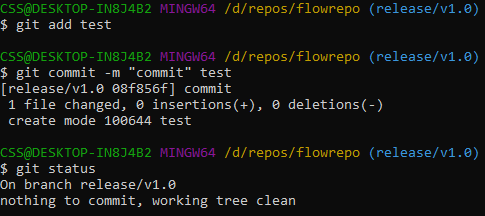 CSS@DESKTOP-IN8J4B2 MINGW64 /d/repos/flowrepo (release/v1.0)
$ git add test
CSS@DESKTOP-IN8J4B2 MINGW64 /d/repos/flowrepo (release/v1.0)
$ git commit -m "commit" test
[release/v1.0 08f856f] commit
 1 file changed, 0 insertions(+), 0 deletions(-)
 create mode 100644 test
CSS@DESKTOP-IN8J4B2 MINGW64 /d/repos/flowrepo (release/v1.0)
$ git status
On branch release/v1.0
nothing to commit, working tree clean